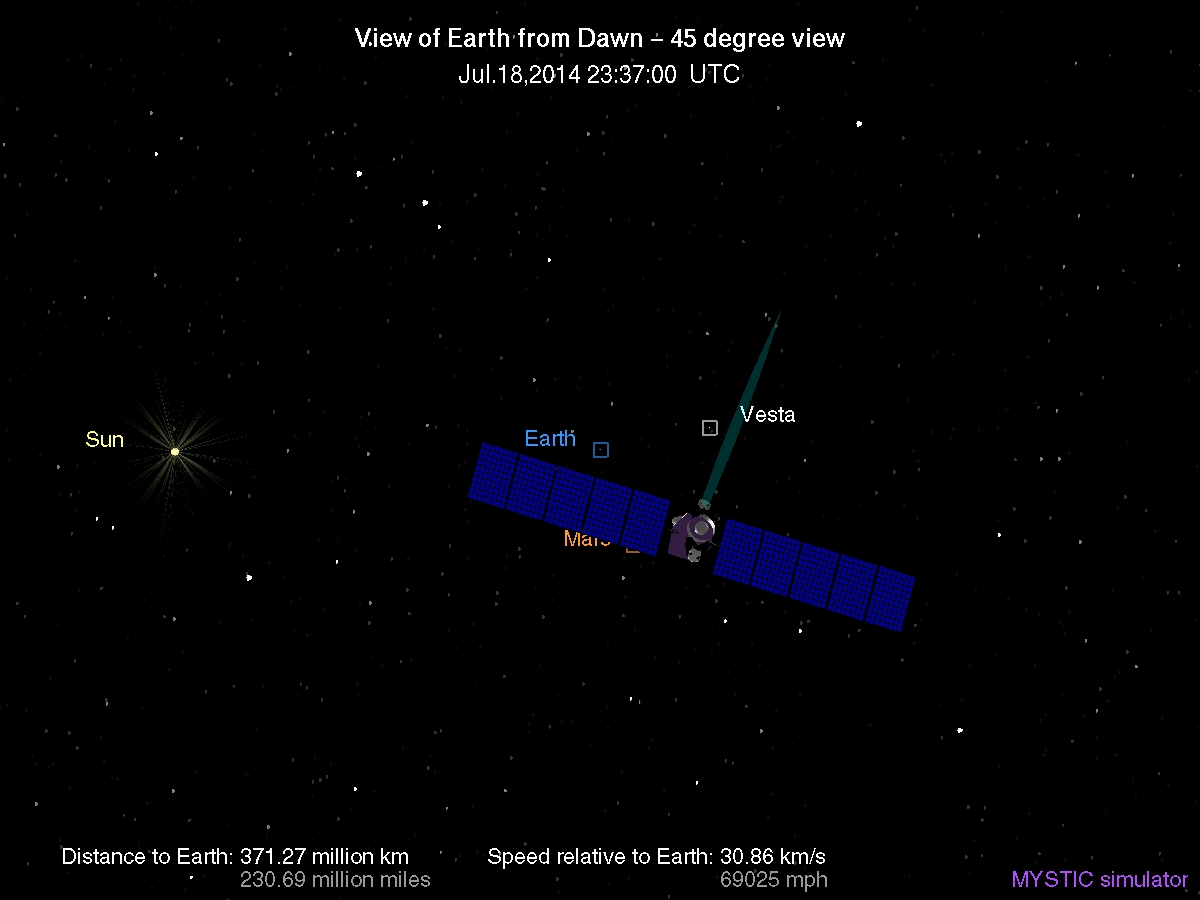 View of Earth from Dawn – 45 degree view
Jul.18,2014 23:37:00 UTC
Vesta
Sun
Earth
Mars
Distance to Earth: 371.27 million km
230.69 million miles
Speed relative to Earth: 30.86 km/s
69025 mph
MYSTIC simulator